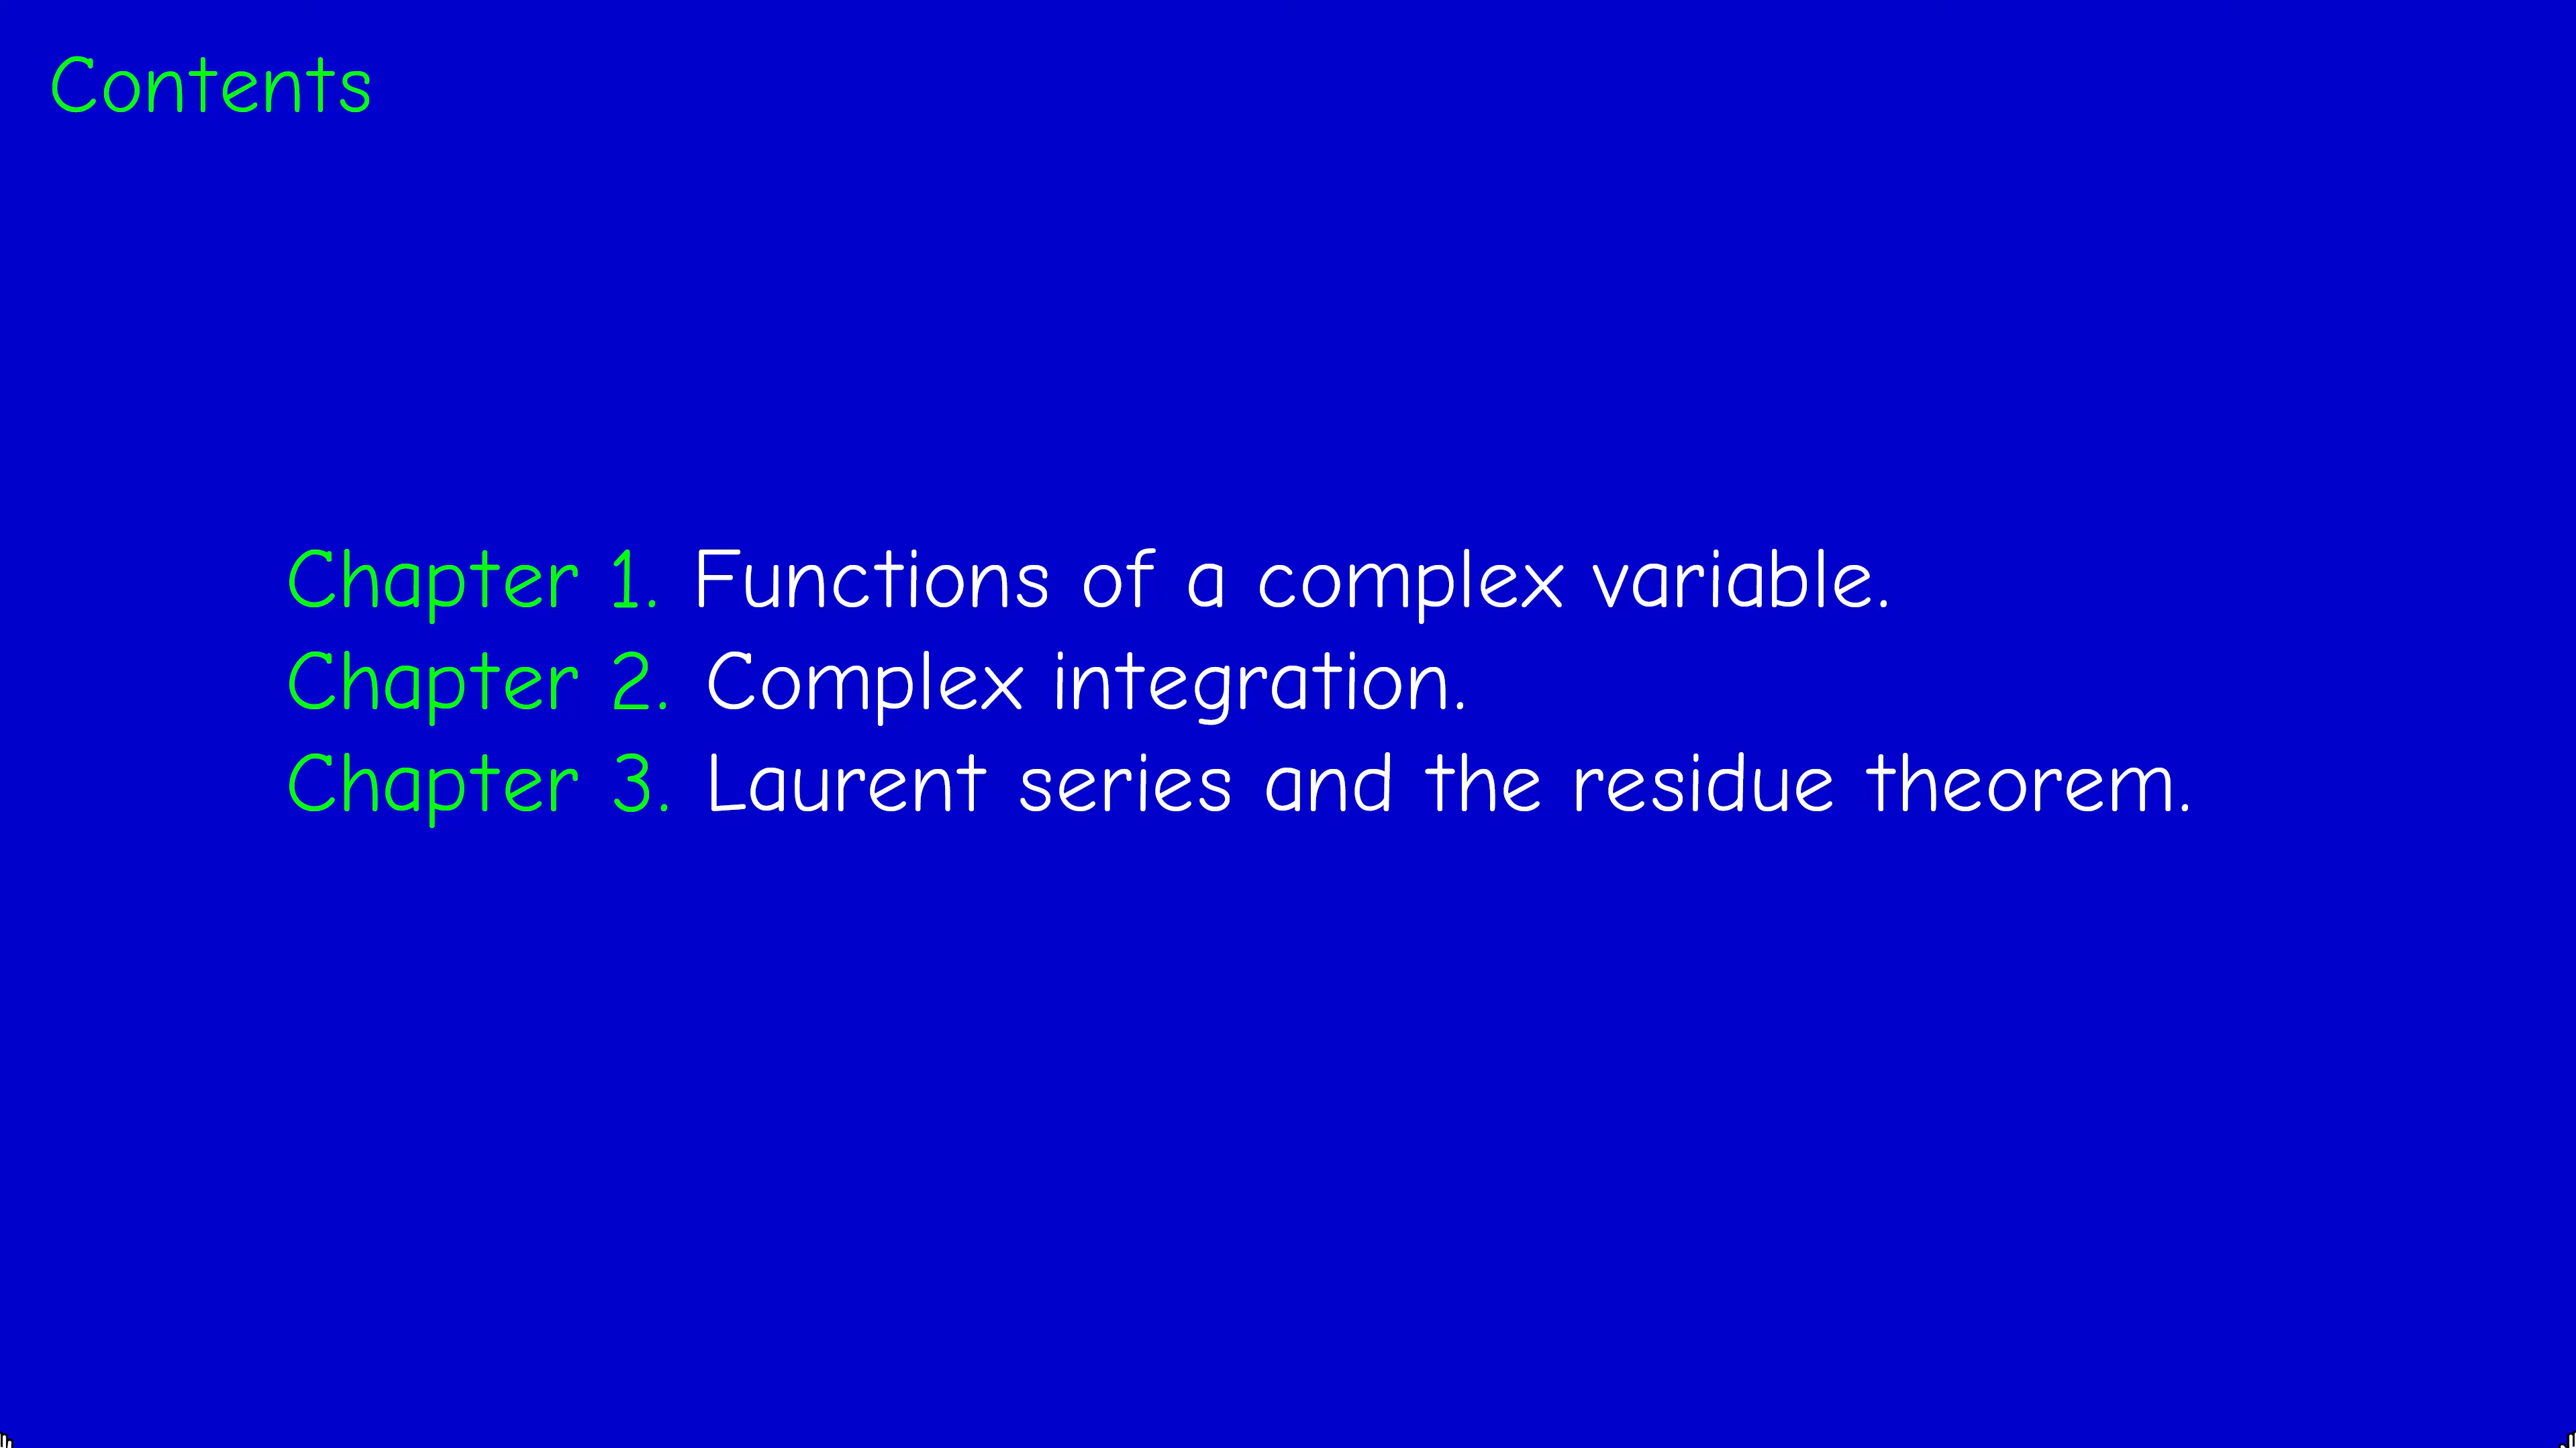 Contents
Chapter 1. Functions of a complex variable.
Chapter 2. Complex integration.
Chapter 3. Laurent series and the residue theorem.